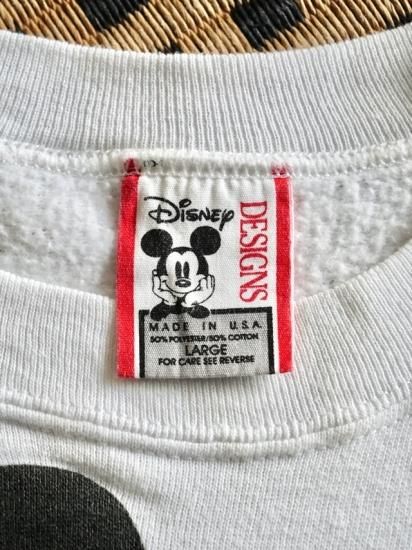 Disney
DESIGNS
MADE IN U.S.A.
50% POLYESTER/50% COTTON
LARGE
FOR CARE SEE REVERSE